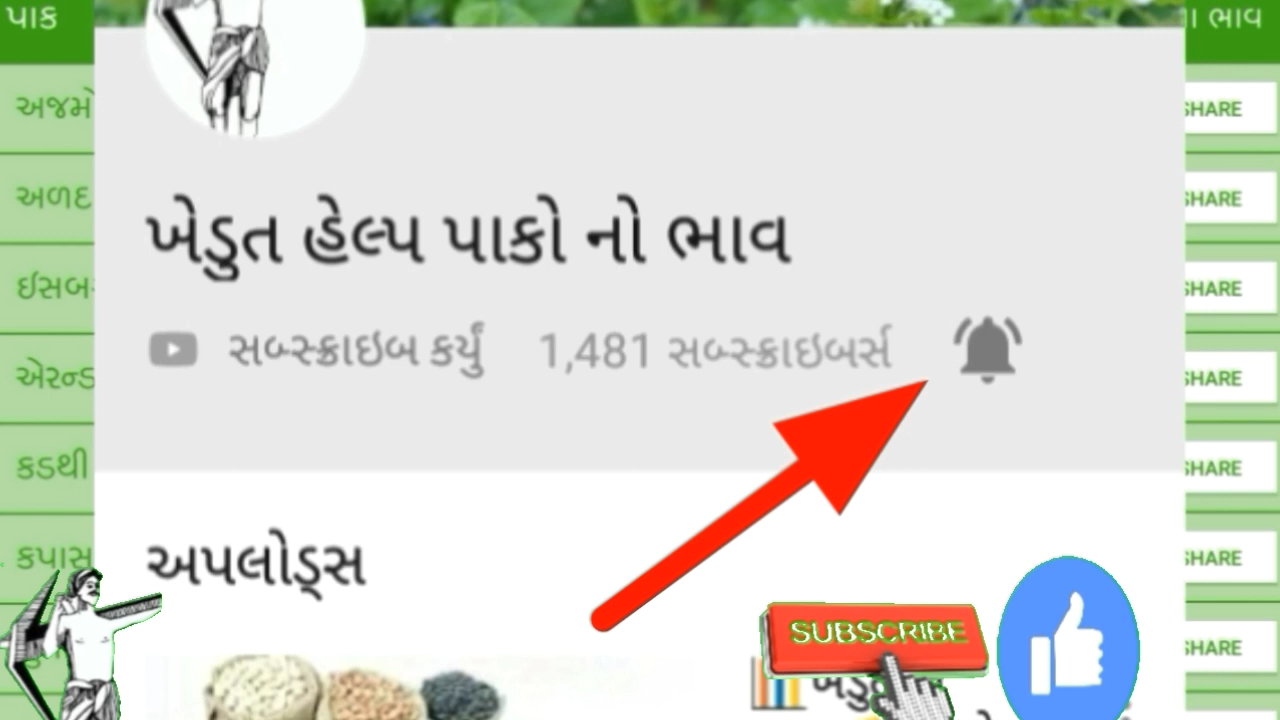 પાક
ા ભાવ
અજમો
SHARE
અળદ
SHARE
ખેડુત હેલ્પ પાકો નો ભાવ
ઈસબ
SHARE
સબ્સ્ક્રાઇબ કર્યું 1,481 સબ્સ્ક્રાઇબર્સ
એરન્ડ
SHARE
કડથી
SHARE
અપલોડ્સ
કપાસ
SHARE
SUBSCRIBE
SHARE